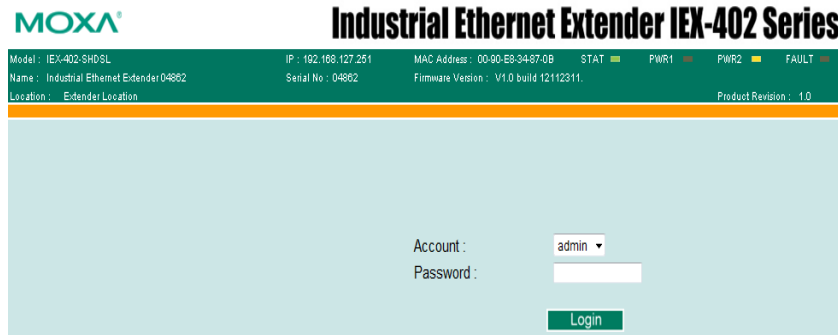 MOXA
Industrial Ethernet Extender IEX-402 Series
Model : IEX-402-SHDSL IP : 192.168.127.251 MAC Address : 00-90-E8-34-87-0B STAT PWR1 PWR2 FAULT
Name : Industrial Ethernet Extender 04862 Serial No : 04862 Firmware Version : V1.0 build 12112311.
Location : Extender Location Product Revision : 1.0
Account : admin
Password :
Login